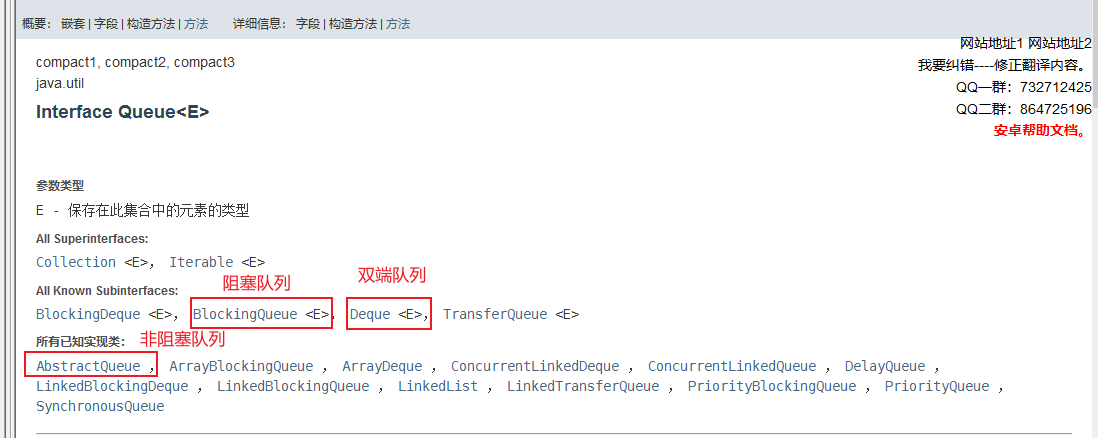 概要： 嵌套 | 字段 | 构造方法 | 方法 详细信息： 字段 | 构造方法 | 方法
网站地址1 网站地址2
我要纠错----修正翻译内容。
QQ一群：732712425
QQ二群：864725196
安卓帮助文档。
compact1, compact2, compact3
java.util
Interface Queue<E>
参数类型
E - 保存在此集合中的元素的类型
All Superinterfaces:
Collection <E>， Iterable <E>
阻塞队列
双端队列
All Known Subinterfaces:
BlockingDeque <E>， BlockingQueue <E>， Deque <E>， TransferQueue <E>
所有已知实现类：
非阻塞队列
AbstractQueue ， ArrayBlockingQueue ， ArrayDeque ， ConcurrentLinkedDeque ， ConcurrentLinkedQueue ， DelayQueue ，
LinkedBlockingDeque ， LinkedBlockingQueue ， LinkedList ， LinkedTransferQueue ， PriorityBlockingQueue ， PriorityQueue ，
SynchronousQueue